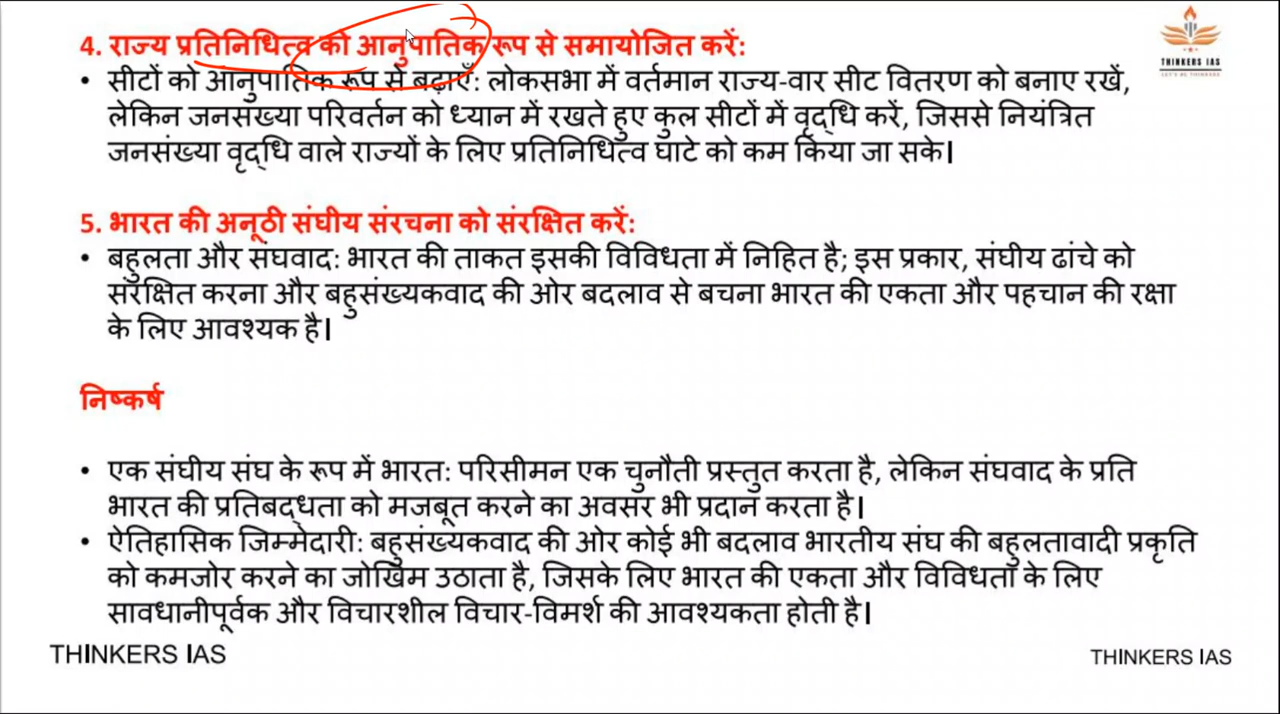 4. राज्य प्रतिनिधित्व को आनुपातिक रूप से समायोजित करें:
• सीटों को आनुपातिक रूप से बढ़ाएँ: लोकसभा में वर्तमान राज्य-वार सीट वितरण को बनाए रखें,
लेकिन जनसंख्या परिवर्तन को ध्यान में रखते हुए कुल सीटों में वृद्धि करें, जिससे नियंत्रित
जनसंख्या वृद्धि वाले राज्यों के लिए प्रतिनिधित्व घाटे को कम किया जा सके।
5. भारत की अनूठी संघीय संरचना को संरक्षित करें:
• बहुलता और संघवाद: भारत की ताकत इसकी विविधता में निहित है; इस प्रकार, संघीय ढांचे को
संरक्षित करना और बहुसंख्यकवाद की ओर बदलाव से बचना भारत की एकता और पहचान की रक्षा
के लिए आवश्यक है।
निष्कर्ष
• एक संघीय संघ के रूप में भारत: परिसीमन एक चुनौती प्रस्तुत करता है, लेकिन संघवाद के प्रति
भारत की प्रतिबद्धता को मजबूत करने का अवसर भी प्रदान करता है।
• ऐतिहासिक जिम्मेदारी: बहुसंख्यकवाद की ओर कोई भी बदलाव भारतीय संघ की बहुलतावादी प्रकृति
को कमजोर करने का जोखिम उठाता है, जिसके लिए भारत की एकता और विविधता के लिए
सावधानीपूर्वक और विचारशील विचार-विमर्श की आवश्यकता होती है।
THINKERS IAS
THINKERS IAS
THINKERS IAS
LET'S BE THINKERS